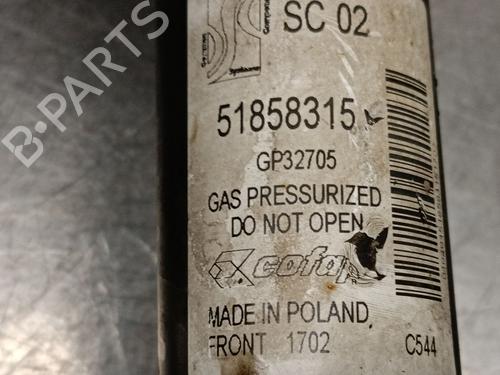 SC 02
51858315
GP32705
GAS PRESSURIZED
DO NOT OPEN
cofap
MADE IN POLAND
FRONT 1702 C544
B-PARTS